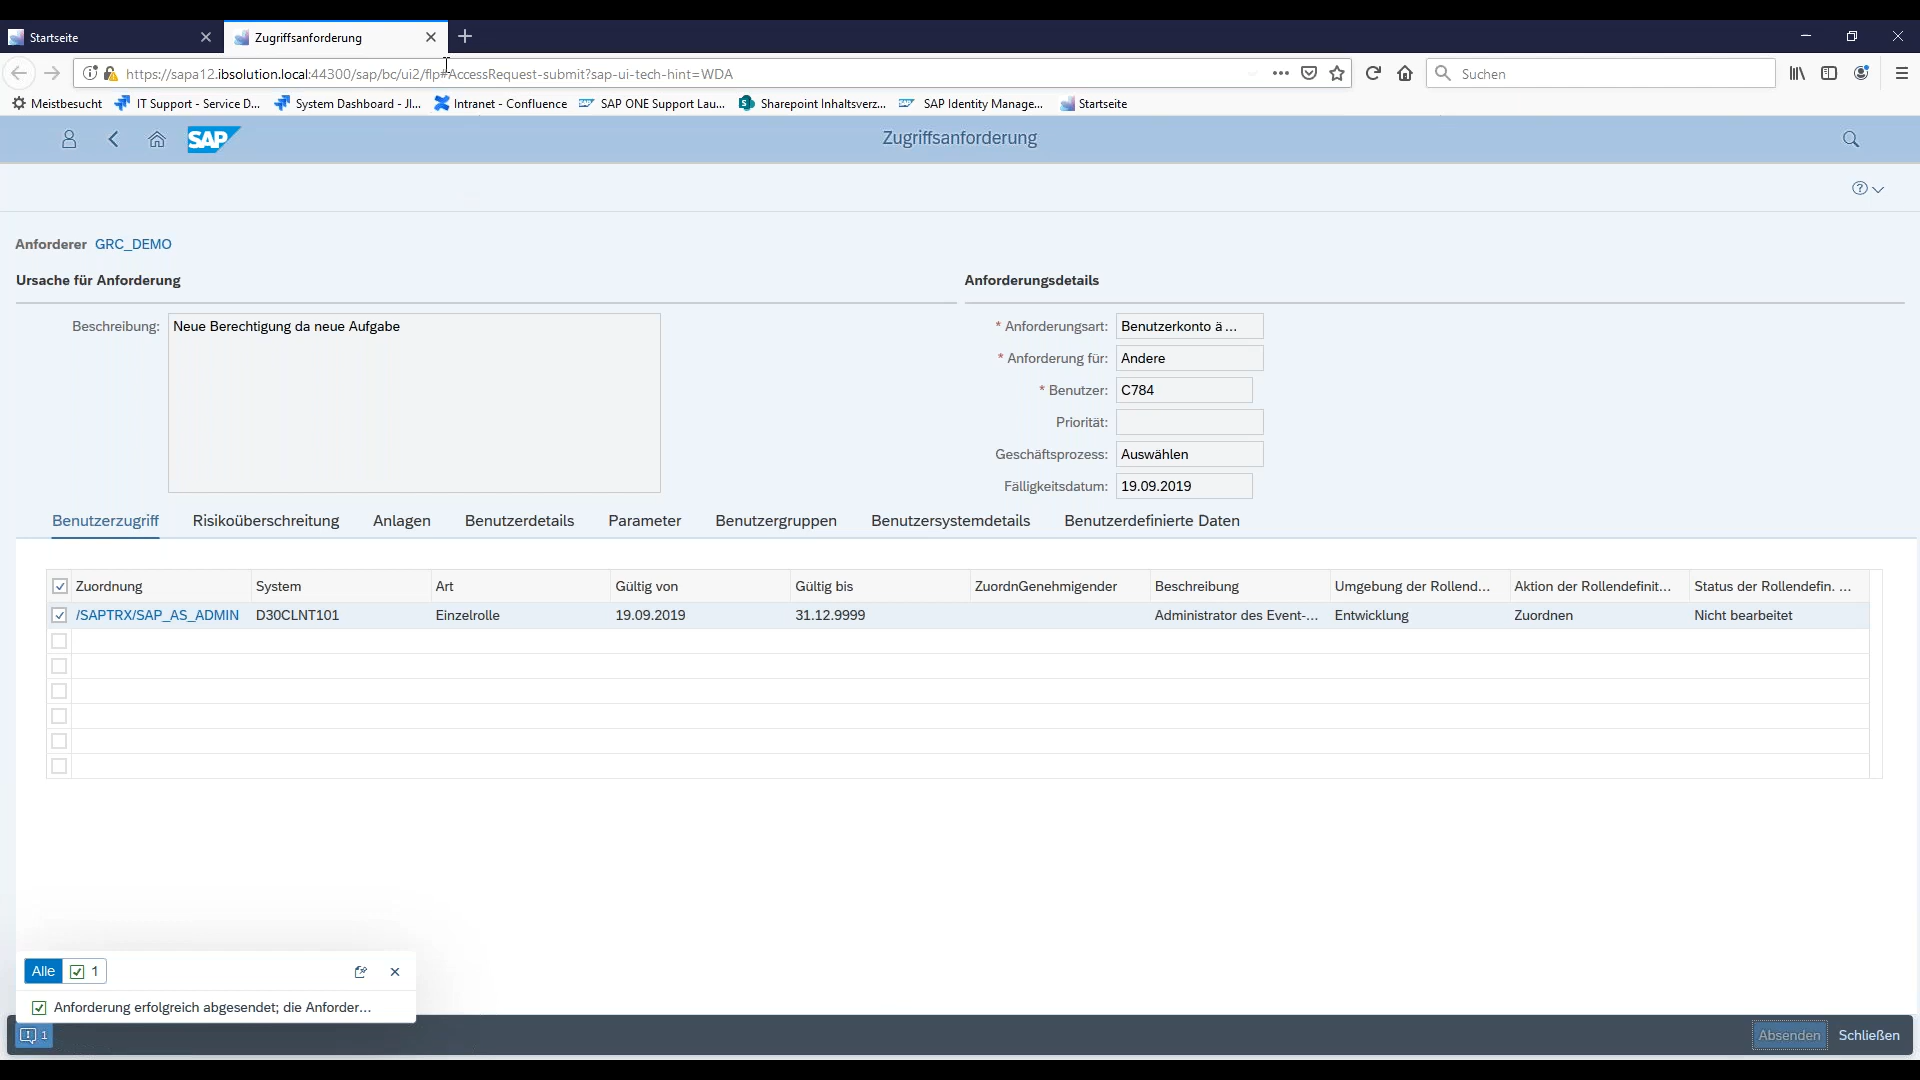 Startseite
Zugriffsanforderung
https://sapa12.ibsolution.local:44300/sap/bc/ui2/flp#AccessRequest-submit?sap-ui-tech-hint=WDA
Suchen
Meistbesucht IT Support - Service D... System Dashboard - JI... Intranet - Confluence SAP ONE Support Lau... Sharepoint Inhaltsverz... SAP Identity Manage... Startseite
SAP
Zugriffsanforderung
Anforderer GRC_DEMO
Ursache für Anforderung
Beschreibung: Neue Berechtigung da neue Aufgabe
Anforderungsdetails
* Anforderungsart: Benutzerkonto ä...
* Anforderung für: Andere
* Benutzer: C784
Priorität:
Geschäftsprozess: Auswählen
Fälligkeitsdatum: 19.09.2019
Benutzerzugriff Risikoüberschreitung Anlagen Benutzerdetails Parameter Benutzergruppen Benutzersystemdetails Benutzerdefinierte Daten
Zuordnung System Art Gültig von Gültig bis ZuordnGenehmigender Beschreibung Umgebung der Rollend... Aktion der Rollendefinit... Status der Rollendefin. ...
/SAPTRX/SAP_AS_ADMIN D30CLNT101 Einzelrolle 19.09.2019 31.12.9999 Administrator des Event-... Entwicklung Zuordnen Nicht bearbeitet
Alle 1
Anforderung erfolgreich abgesendet; die Anforder...
1
Absenden Schließen